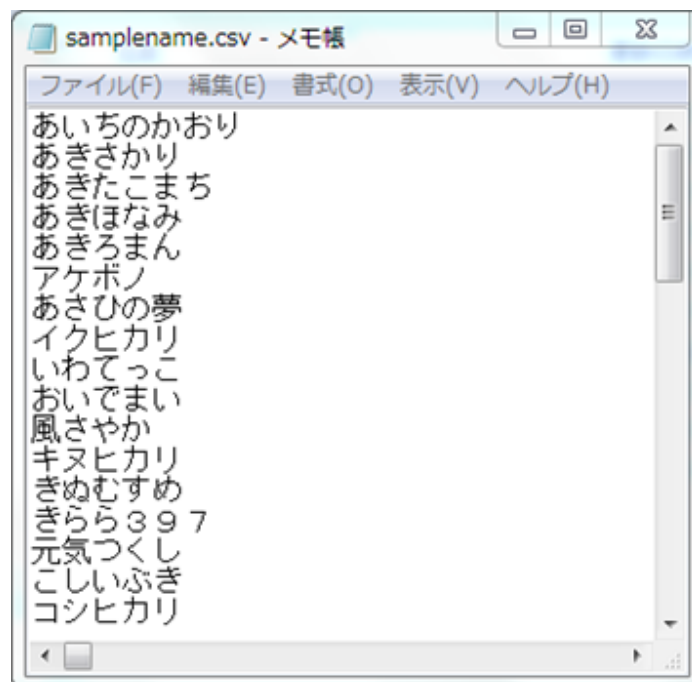 samplename.csv - メモ帳
ファイル(F) 編集(E) 書式(O) 表示(V) ヘルプ(H)
あいちのかおり
あきさかり
あきたこまち
あきほなみ
あきろまん
アケボノ
あさひの夢
イクヒカリ
いわてっこ
おいでまい
風さやか
キヌヒカリ
きぬむすめ
きらら３９７
元気つくし
こしいぶき
コシヒカリ